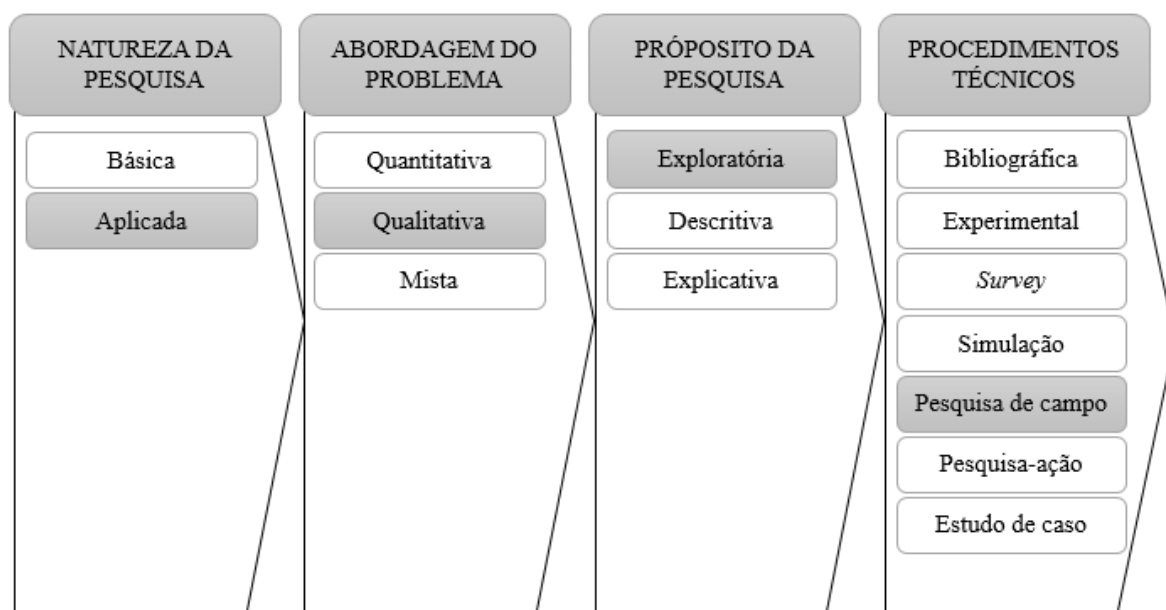 NATUREZA DA
PESQUISA
Básica
Aplicada
ABORDAGEM DO
PROBLEMA
Quantitativa
Qualitativa
Mista
PRÓPOSITO DA
PESQUISA
Exploratória
Descritiva
Explicativa
PROCEDIMENTOS
TÉCNICOS
Bibliográfica
Experimental
Survey
Simulação
Pesquisa de campo
Pesquisa-ação
Estudo de caso